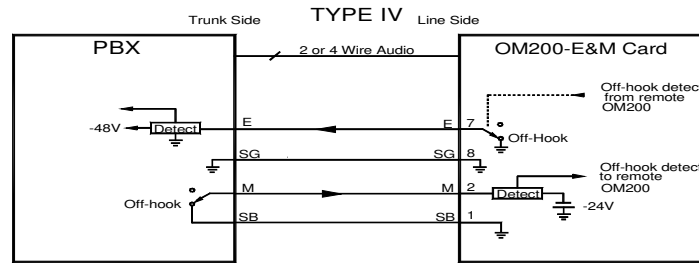 TYPE IV
Trunk Side
Line Side
PBX
2 or 4 Wire Audio
OM200-E&M Card
Off-hook detect
from remote
OM200
-48V
Detect
E
E
7
Off-Hook
SG
SG
8
Off-hook detect
to remote
OM200
M
M
2
Detect
Off-hook
-24V
SB
SB
1